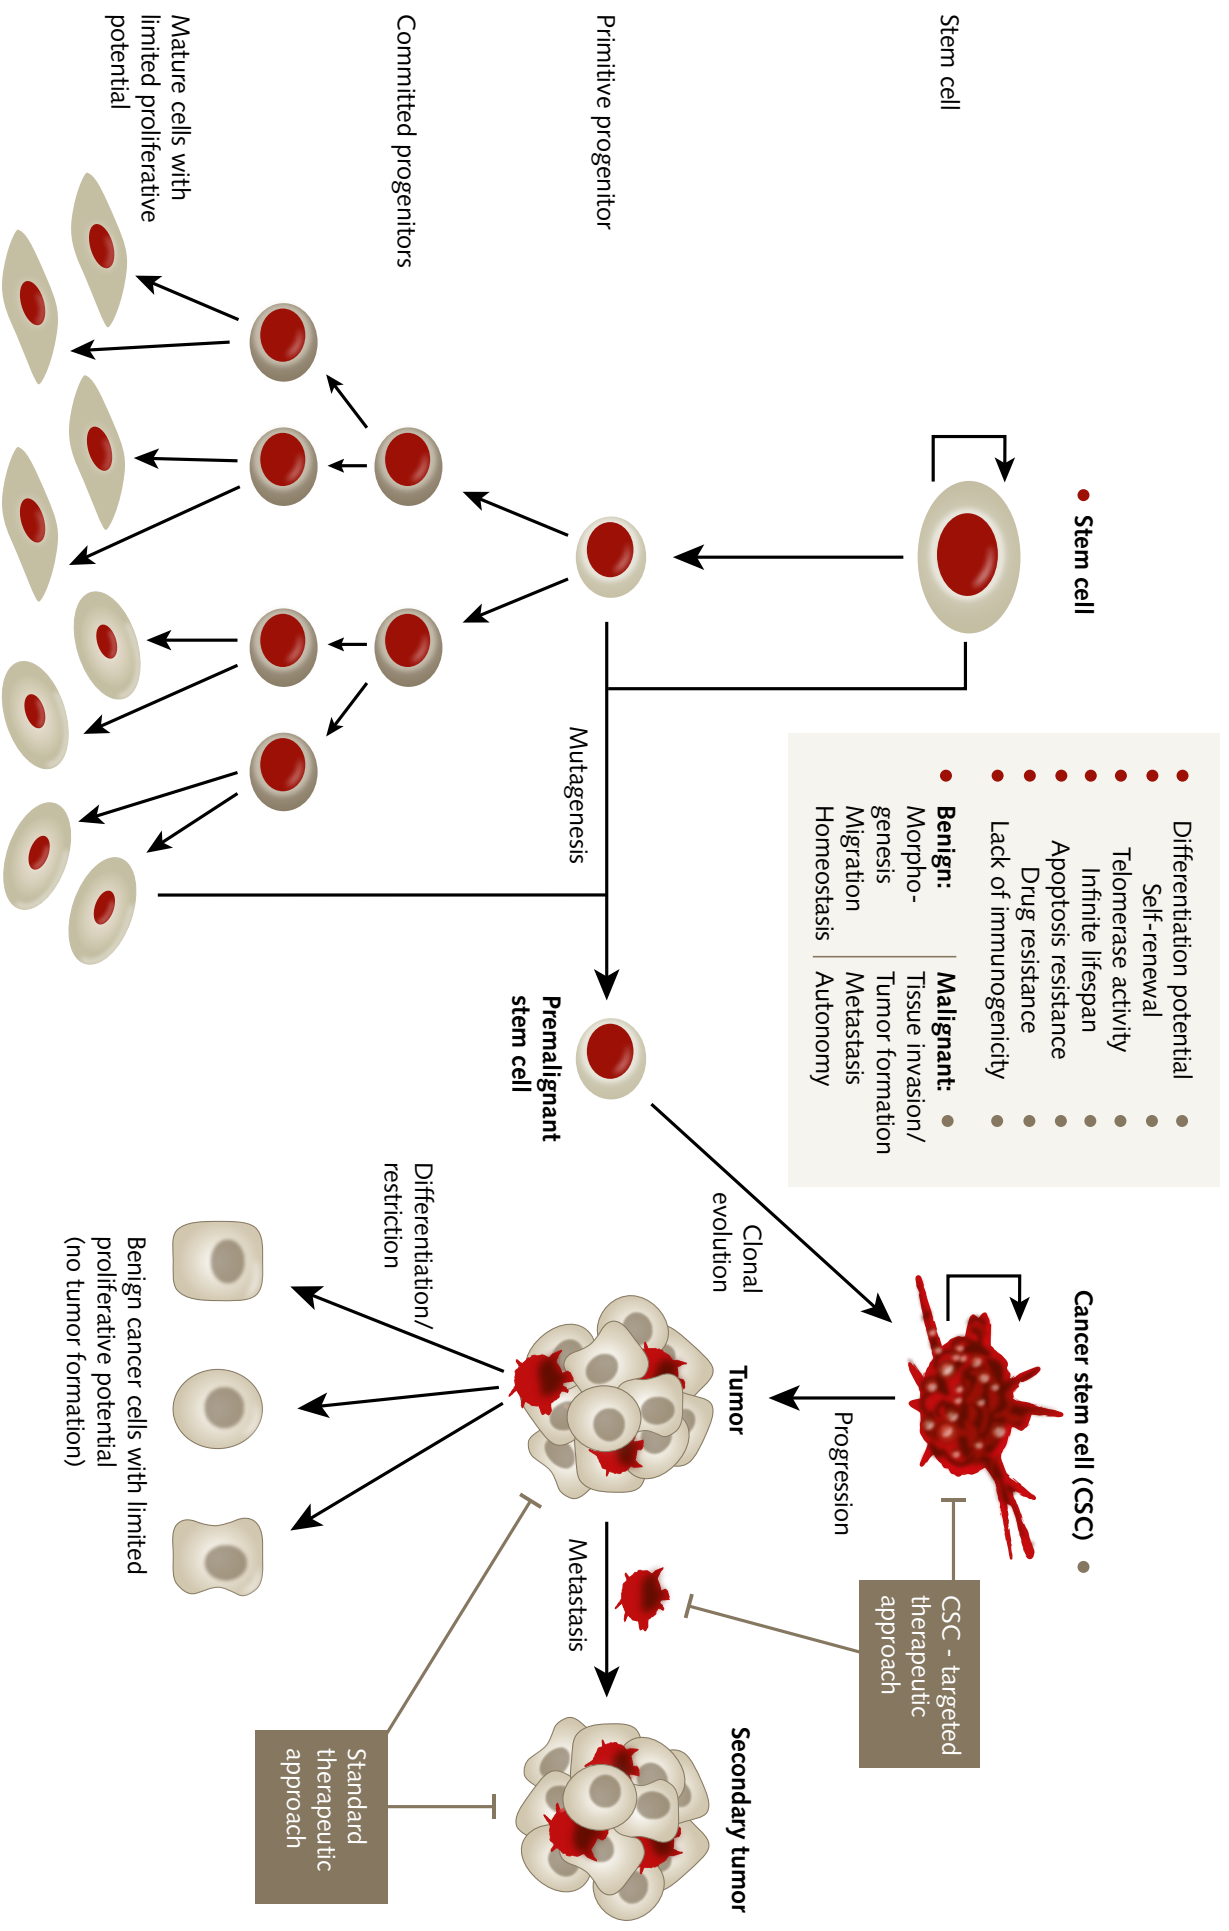 Stem cell
Primitive progenitor
Committed progenitors
Mature cells with
limited proliferative
potential
Stem cell
Differentiation potential
Self-renewal
Telomerase activity
Infinite lifespan
Apoptosis resistance
Drug resistance
Lack of immunogenicity
Benign:
Morpho-
genesis
Migration
Homeostasis
Malignant:
Tissue invasion/
Tumor formation
Metastasis
Autonomy
Mutagenesis
Premalignant
stem cell
Clonal
evolution
Cancer stem cell (CSC)
Progression
Tumor
Differentiation/
restriction
Benign cancer cells with limited
proliferative potential
(no tumor formation)
Metastasis
CSC - targeted
therapeutic
approach
Secondary tumor
Standard
therapeutic
approach